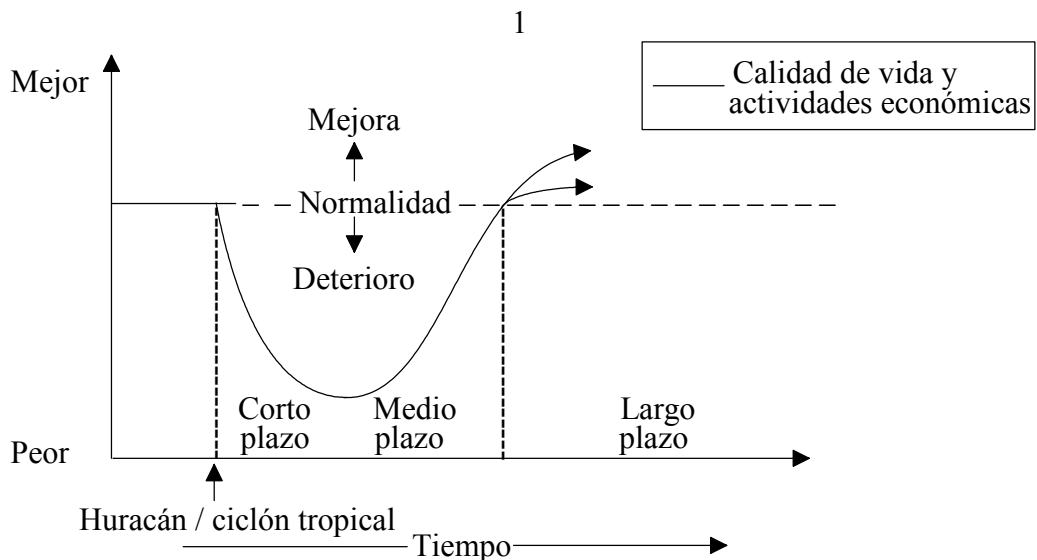 1
Calidad de vida y
actividades económicas
Mejor
Mejora
Normalidad
Deterioro
Corto
plazo
Medio
plazo
Largo
plazo
Peor
Huracán / ciclón tropical
Tiempo